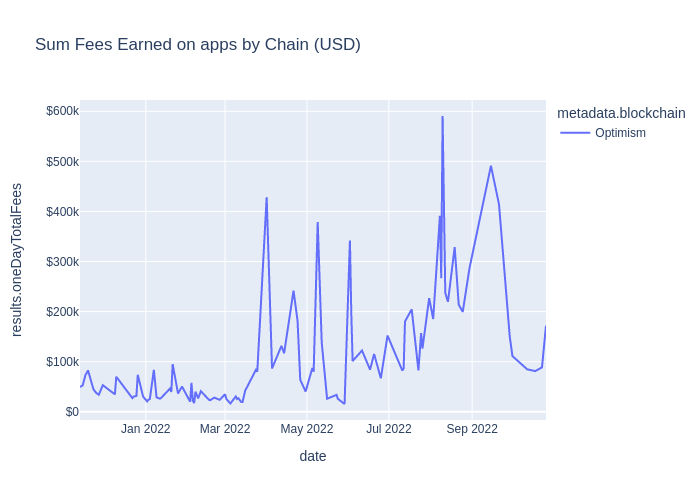 Sum Fees Earned on apps by Chain (USD)
metadata.blockchain
Optimism
results.oneDayTotalFees
$600k
$500k
$400k
$300k
$200k
$100k
$0
Jan 2022
Mar 2022
May 2022
Jul 2022
Sep 2022
date